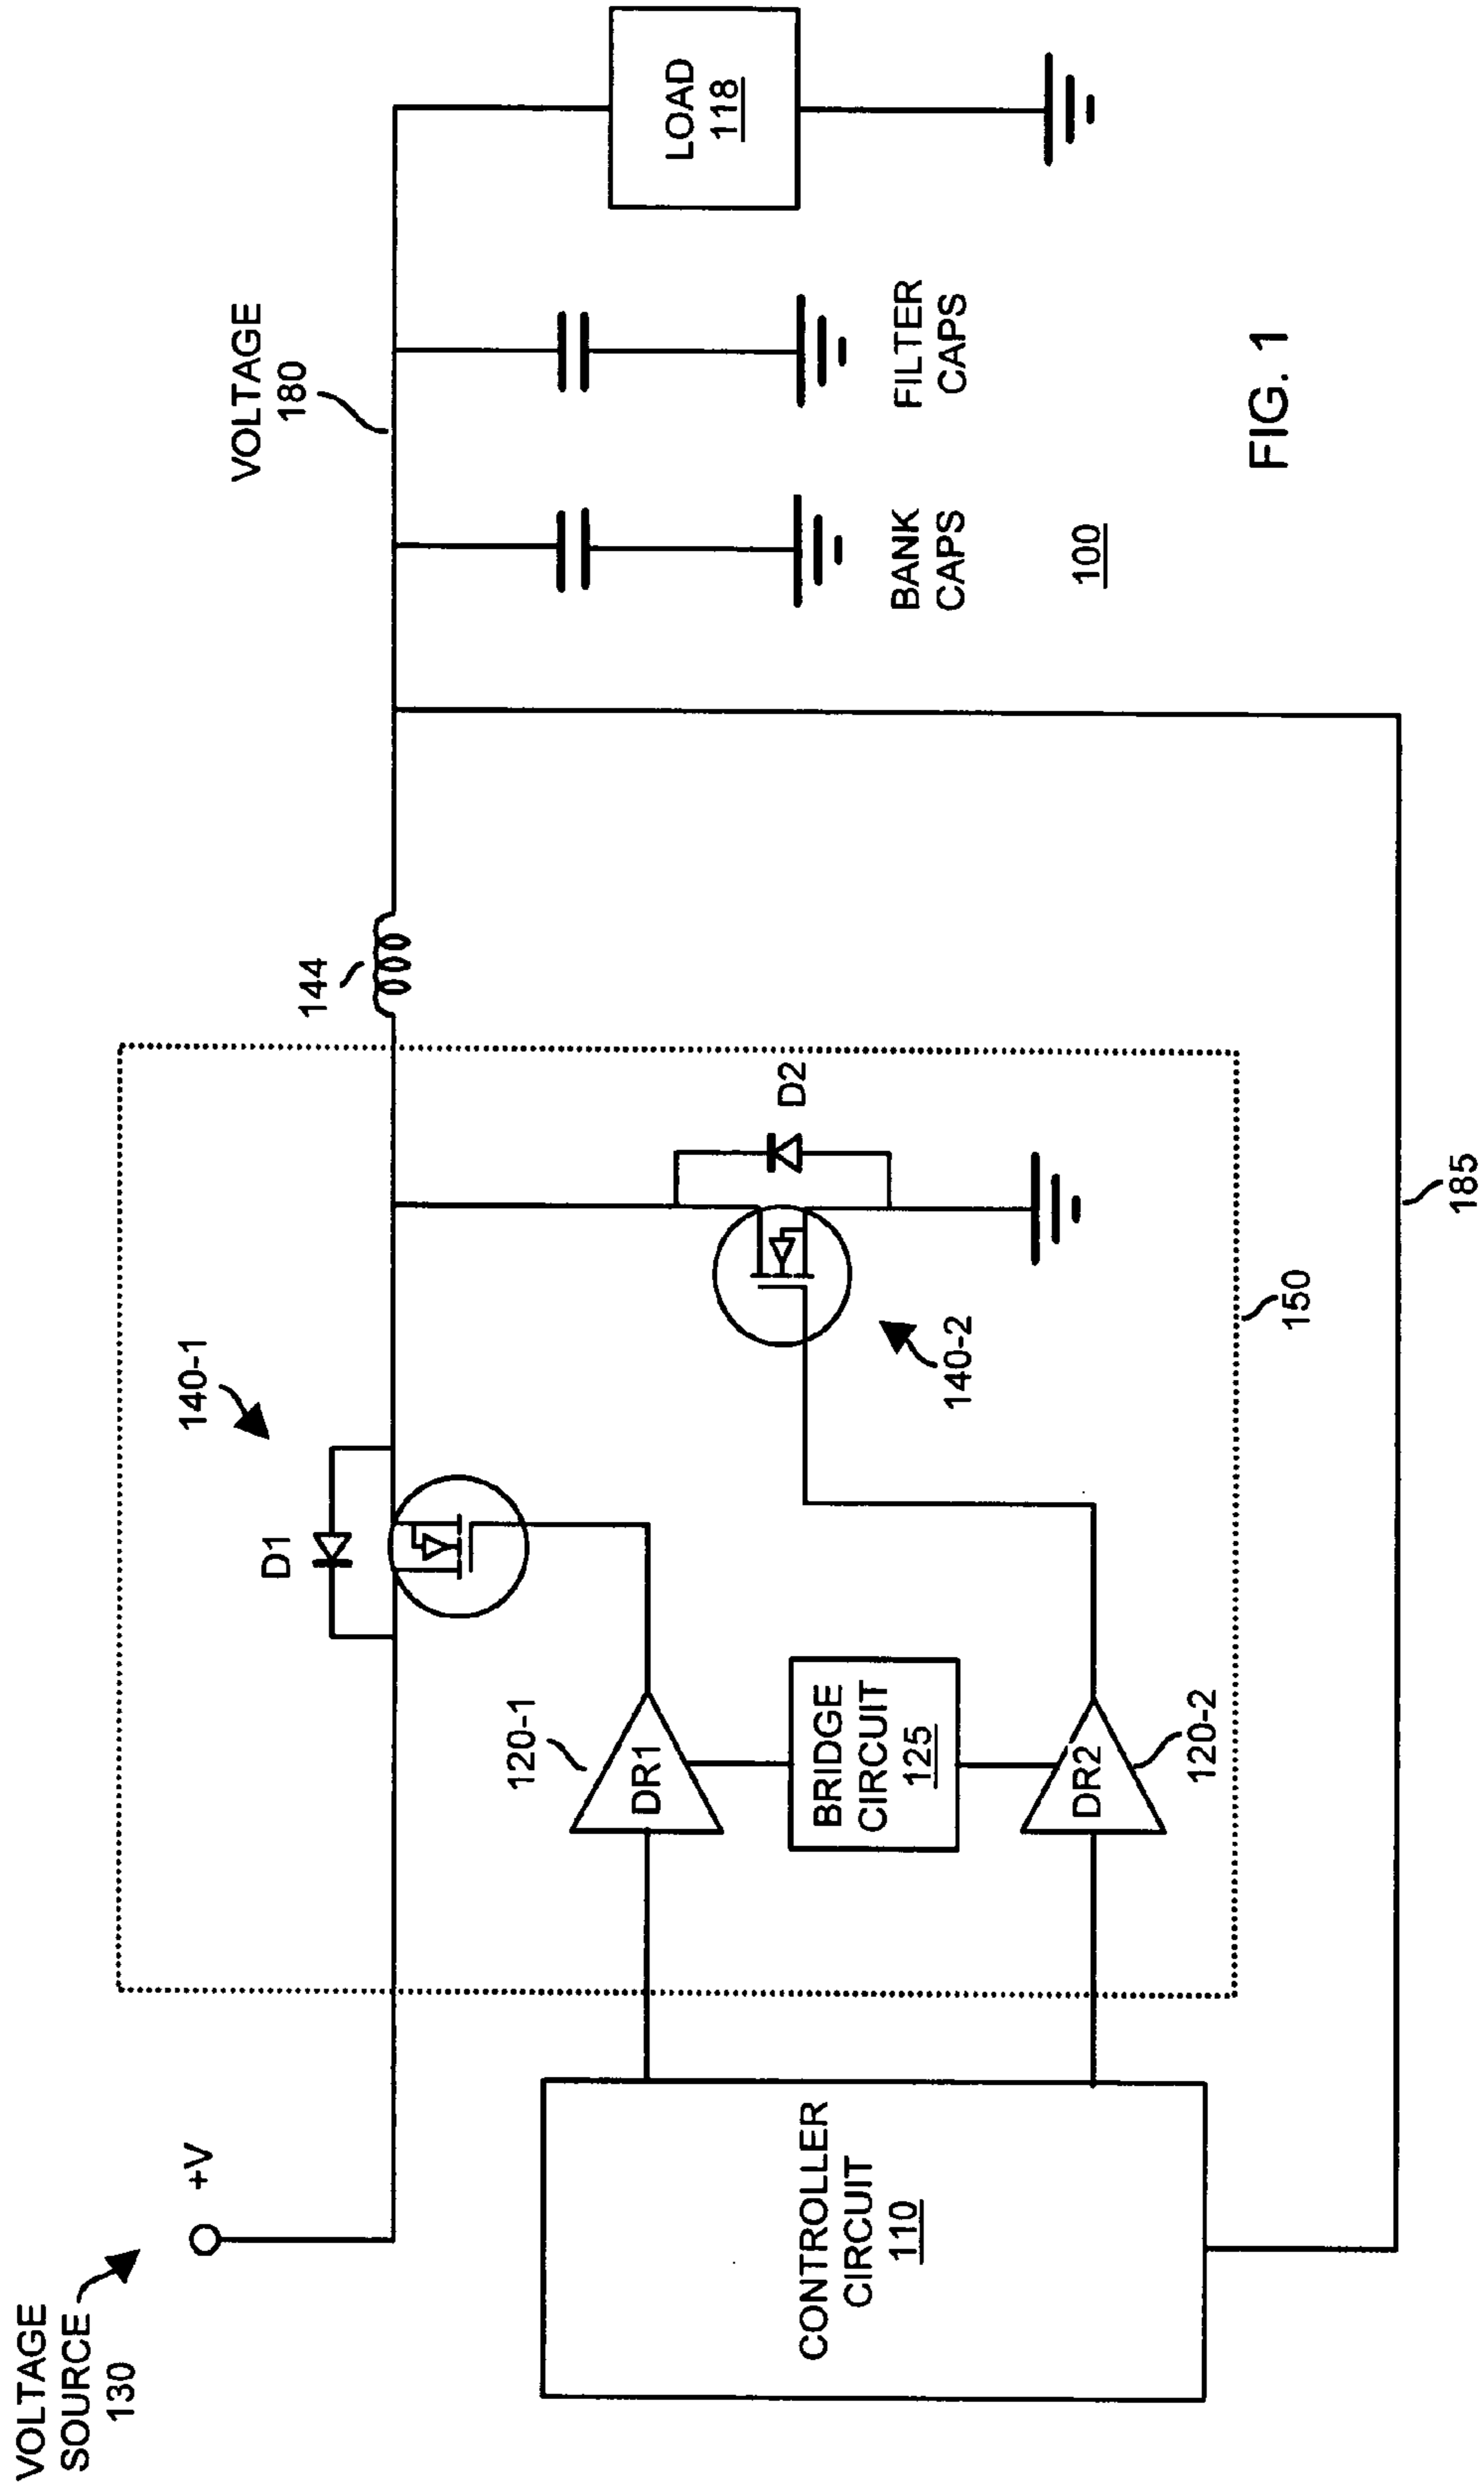 VOLTAGE
SOURCE
130
+V
D1
140-1
144
VOLTAGE
180
120-1
DR1
BRIDGE
CIRCUIT
125
DR2
120-2
140-2
D2
150
CONTROLLER
CIRCUIT
110
185
BANK
CAPS
FILTER
CAPS
LOAD
118
100
FIG. 1